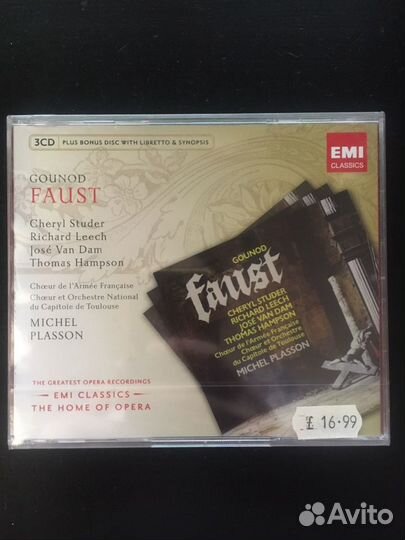 3CD PLUS BONUS DISC WITH LIBRETTO & SYNOPSIS
EMI
CLASSICS
GOUNOD
FAUST
Cheryl Studer
Richard Leech
José Van Dam
Thomas Hampson
Chœur de l'Armée Française
Chœur et Orchestre National
du Capitole de Toulouse
MICHEL
PLASSON
GOUNOD
faust
CHERYL STUDER
RICHARD LEECH
JOSÉ VAN DAM
THOMAS HAMPSON
Chœur de l'Armée Française
Chœur et Orchestre
du Capitole de Toulouse
MICHEL PLASSON
THE GREATEST OPERA RECORDINGS
EMI CLASSICS
THE HOME OF OPERA
£ 16.99
Avito